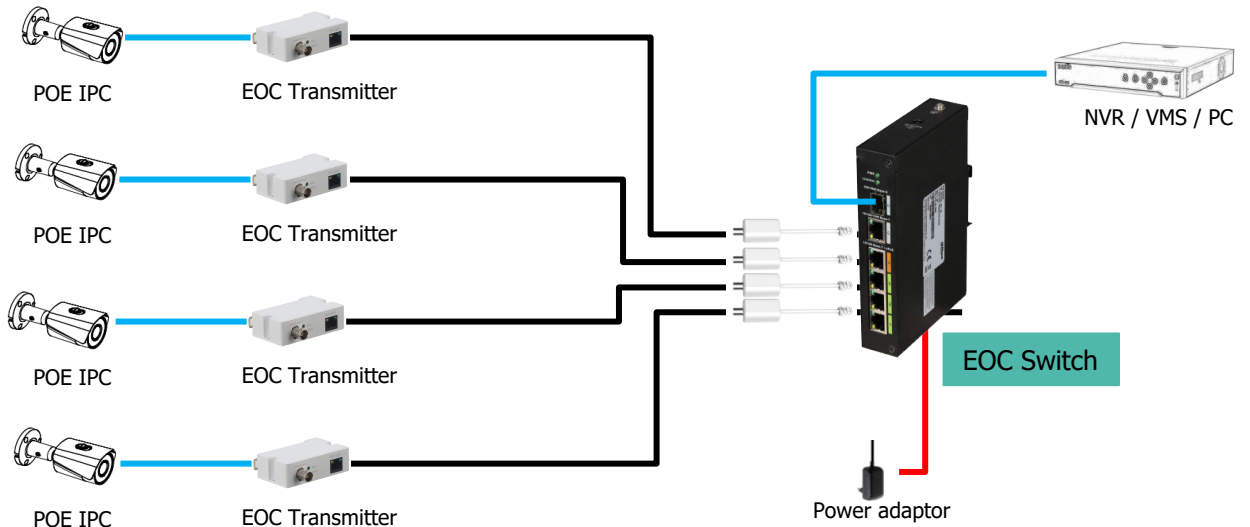 POE IPC
EOC Transmitter
NVR / VMS / PC
POE IPC
EOC Transmitter
EOC Switch
POE IPC
EOC Transmitter
Power adaptor
POE IPC
EOC Transmitter